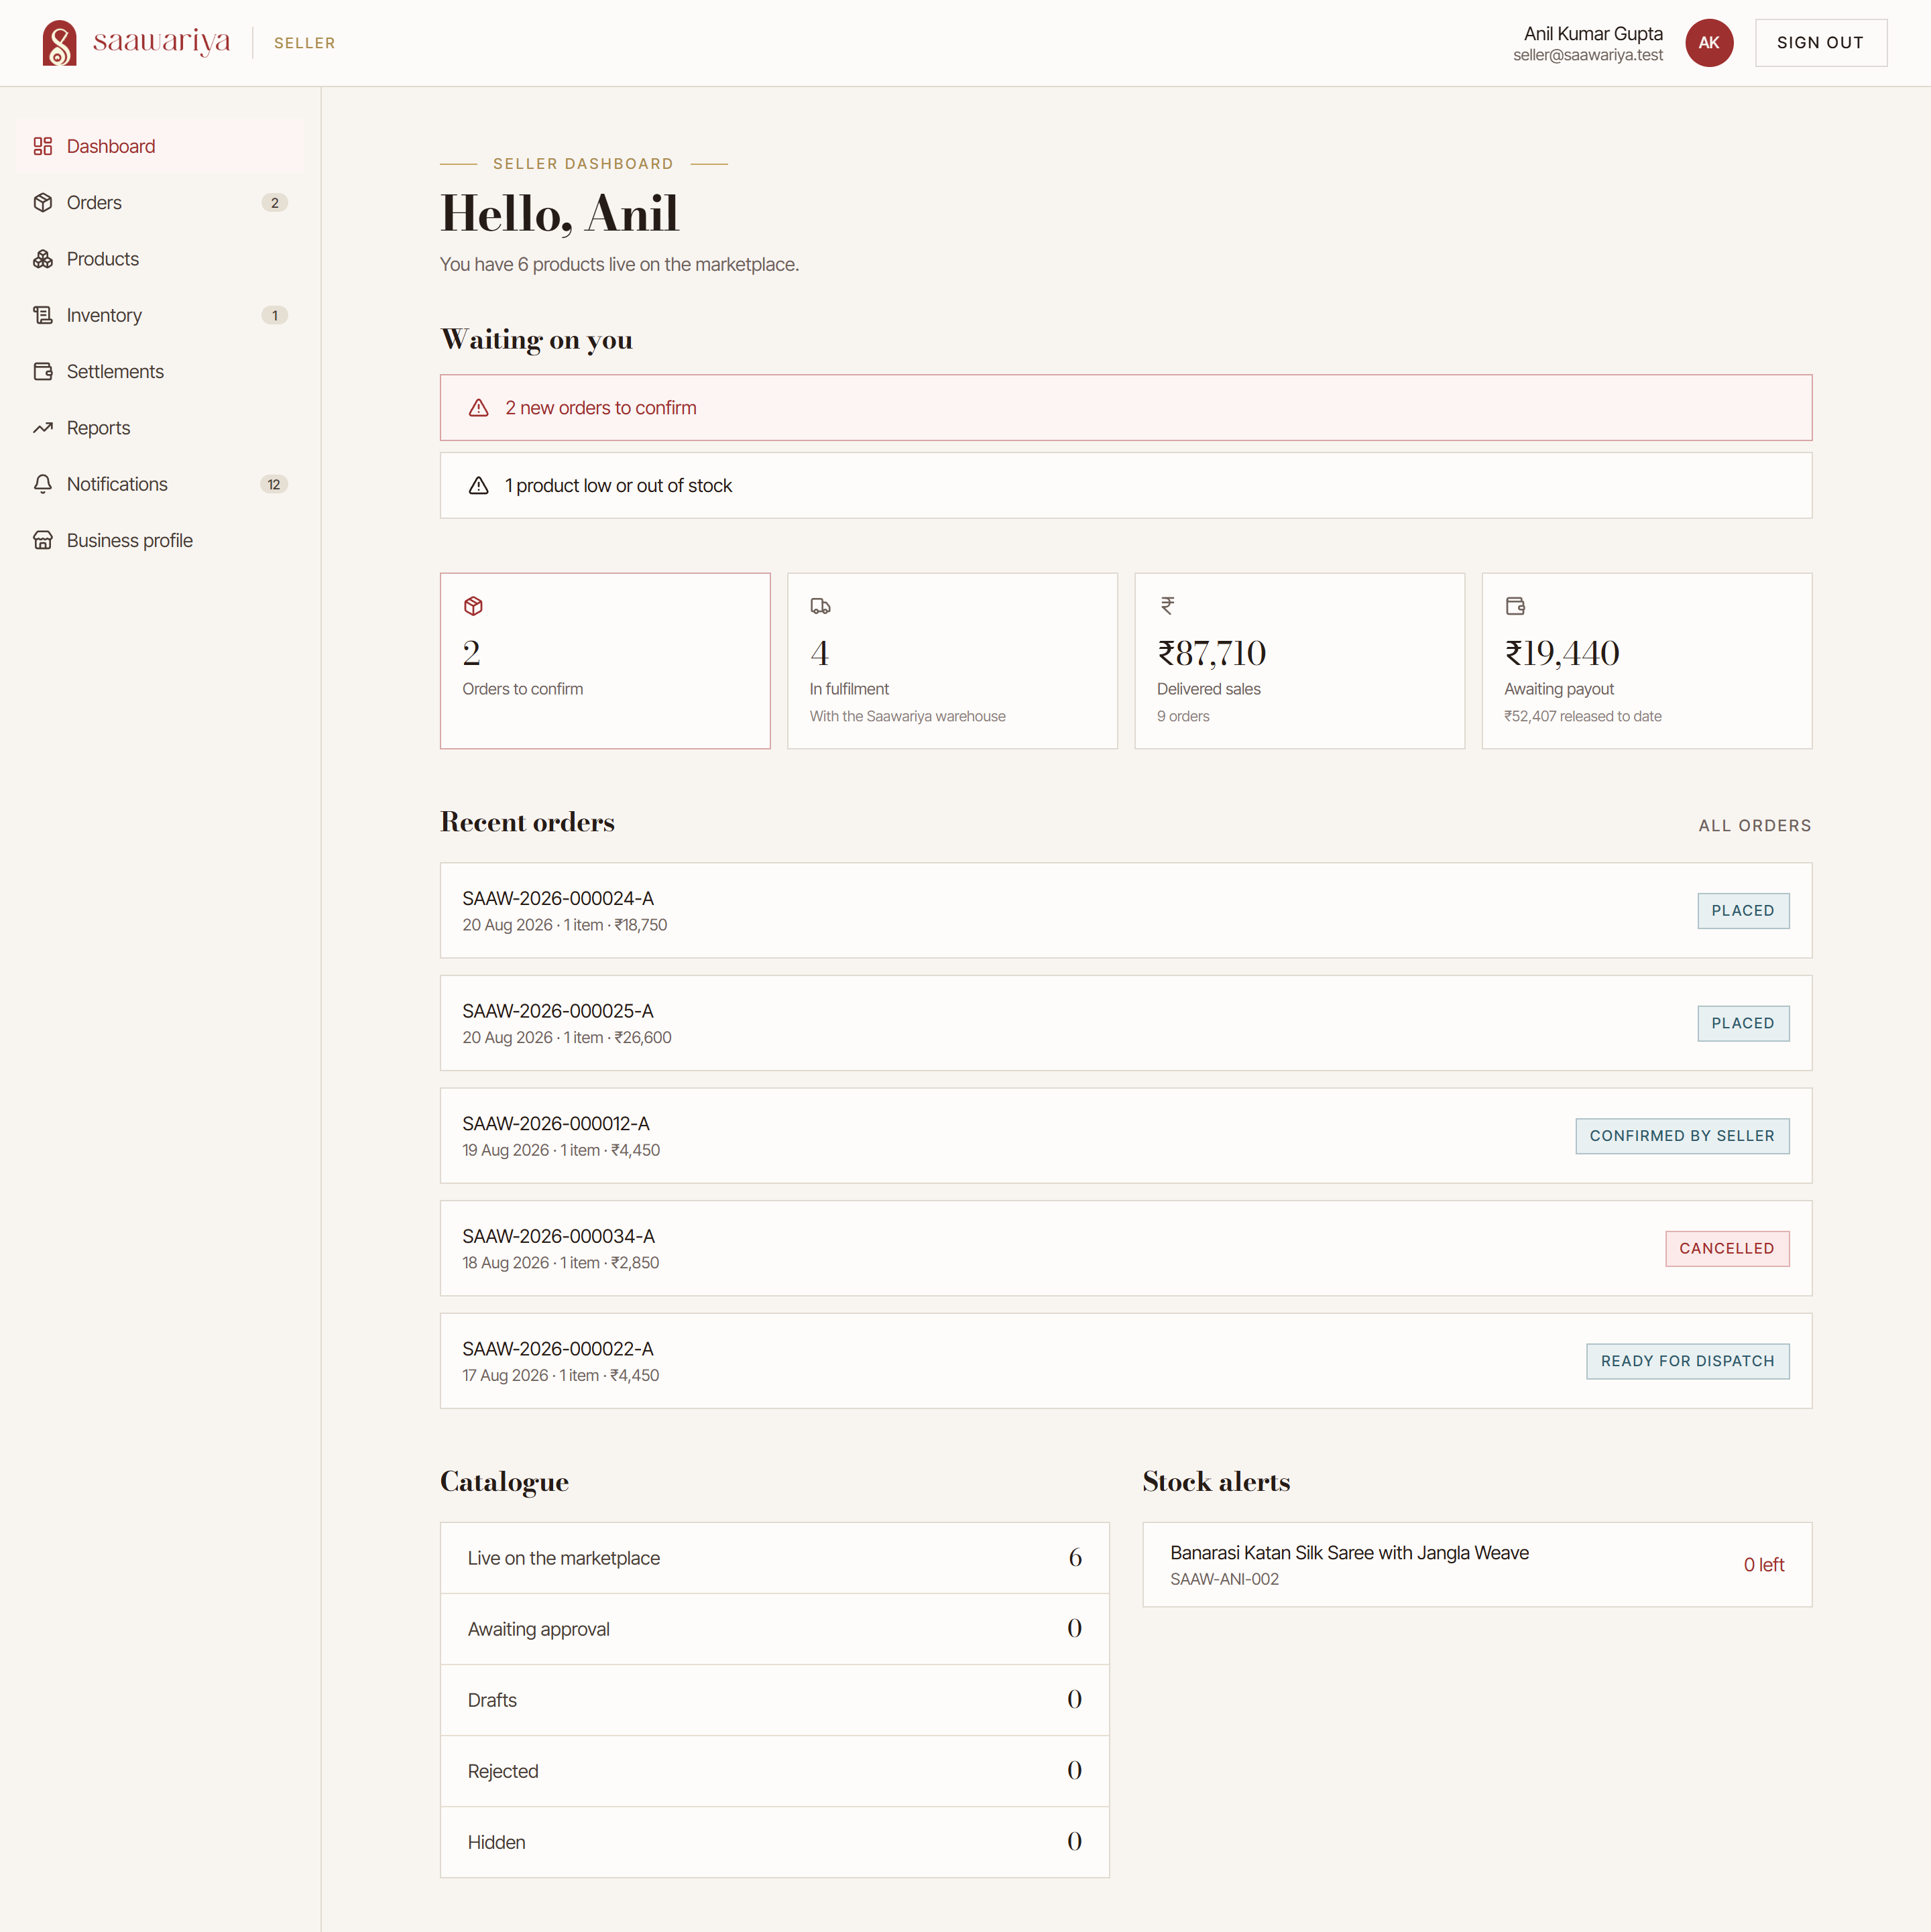 saawariya
SELLER
Anil Kumar Gupta
seller@saawariya.test
AK
SIGN OUT
Dashboard
Orders 2
Products
Inventory 1
Settlements
Reports
Notifications 12
Business profile
SELLER DASHBOARD
Hello, Anil
You have 6 products live on the marketplace.
Waiting on you
2 new orders to confirm
1 product low or out of stock
2
Orders to confirm
4
In fulfilment
With the Saawariya warehouse
₹87,710
Delivered sales
9 orders
₹19,440
Awaiting payout
₹52,407 released to date
Recent orders
ALL ORDERS
SAAW-2026-000024-A
20 Aug 2026 · 1 item · ₹18,750
PLACED
SAAW-2026-000025-A
20 Aug 2026 · 1 item · ₹26,600
PLACED
SAAW-2026-000012-A
19 Aug 2026 · 1 item · ₹4,450
CONFIRMED BY SELLER
SAAW-2026-000034-A
18 Aug 2026 · 1 item · ₹2,850
CANCELLED
SAAW-2026-000022-A
17 Aug 2026 · 1 item · ₹4,450
READY FOR DISPATCH
Catalogue
Live on the marketplace 6
Awaiting approval 0
Drafts 0
Rejected 0
Hidden 0
Stock alerts
Banarasi Katan Silk Saree with Jangla Weave
SAAW-ANI-002
0 left